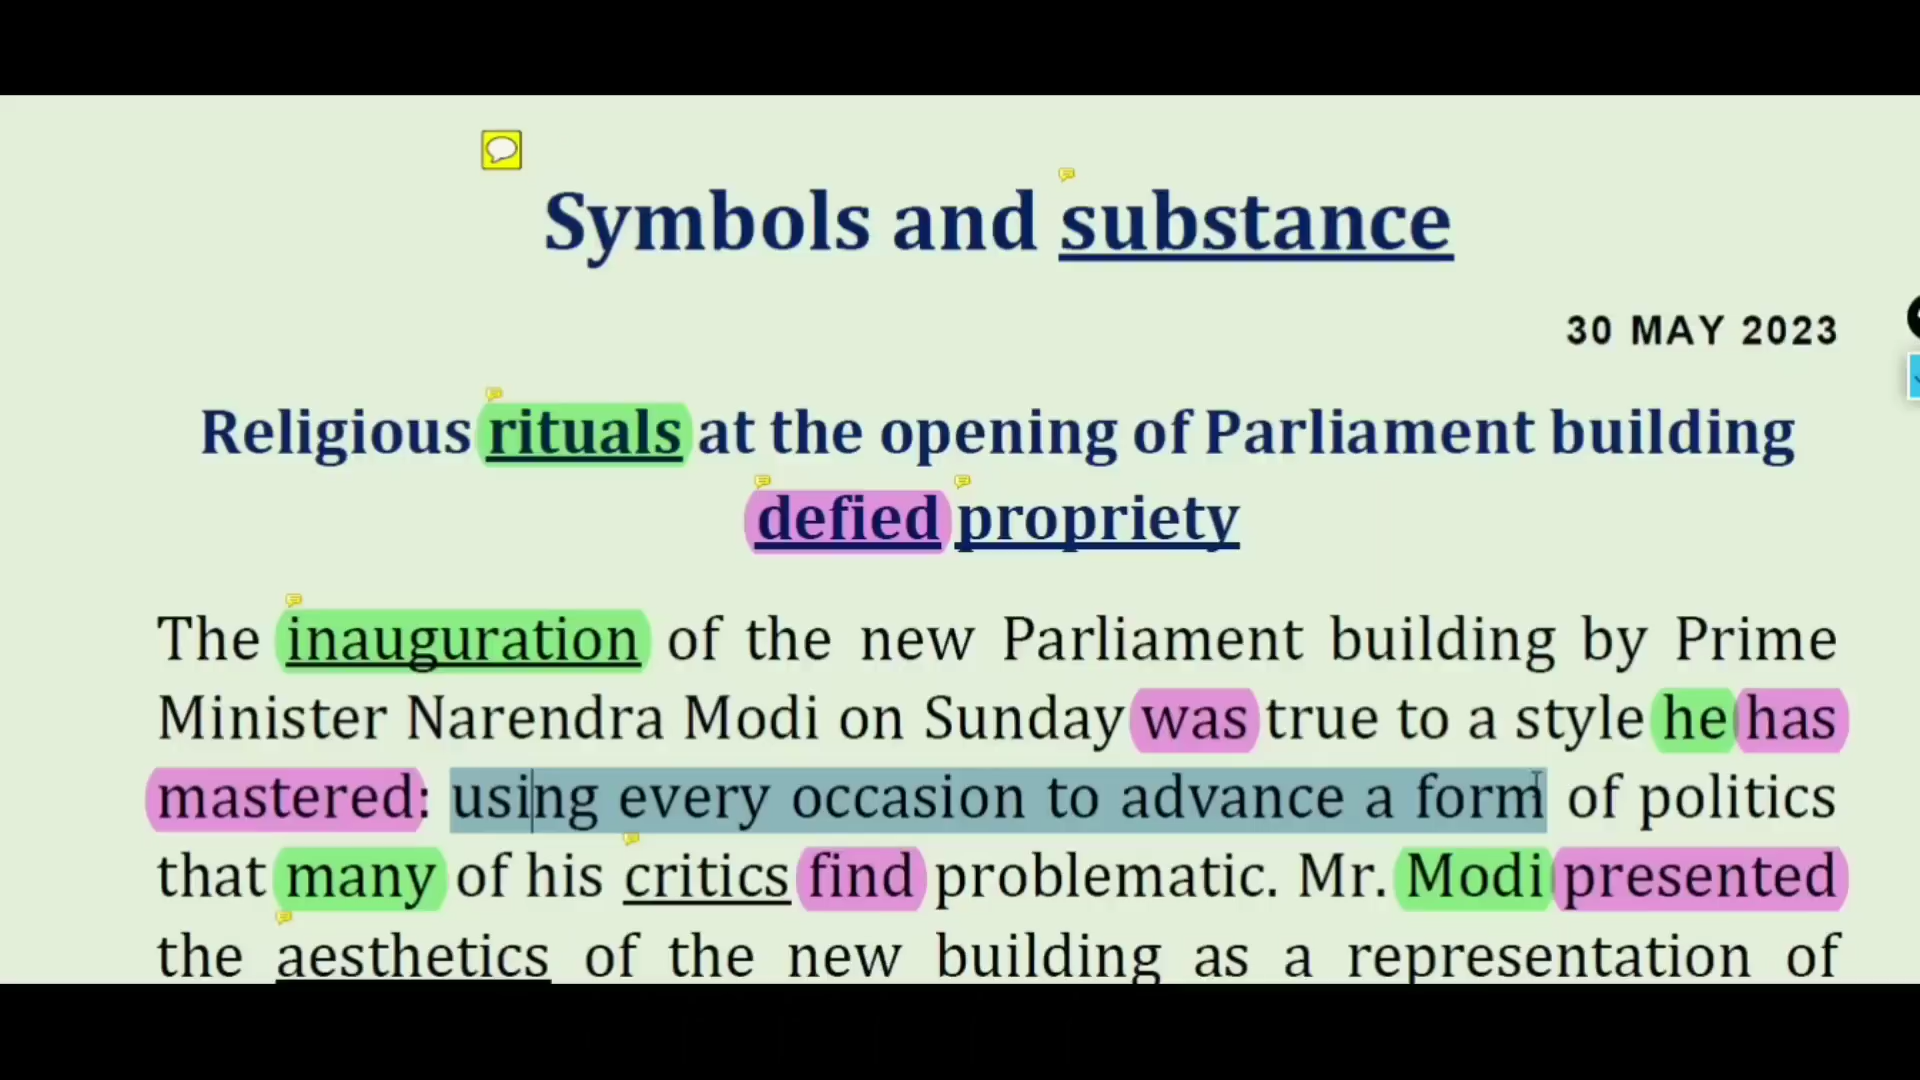 Symbols and substance
30 MAY 2023
Religious rituals at the opening of Parliament building
defied propriety
The inauguration of the new Parliament building by Prime
Minister Narendra Modi on Sunday was true to a style he has
mastered: using every occasion to advance a form of politics
that many of his critics find problematic. Mr. Modi presented
the aesthetics of the new building as a representation of